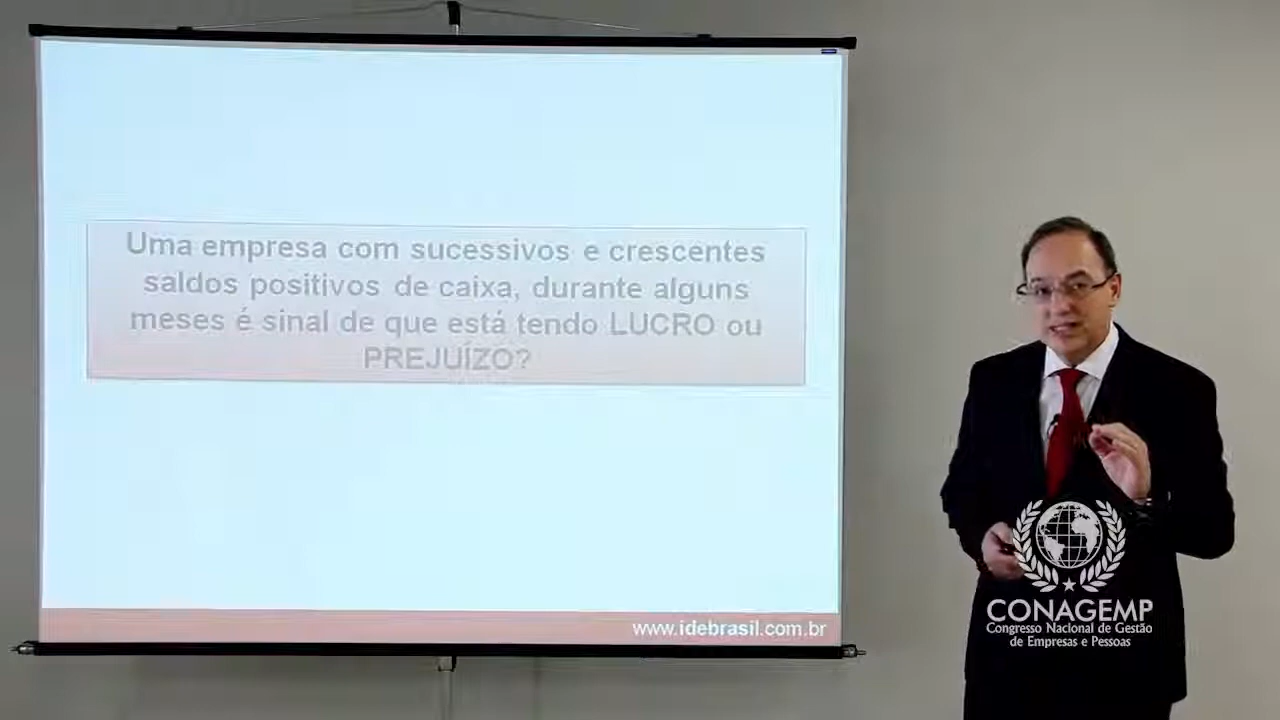 Uma empresa com sucessivos e crescentes
saldos positivos de caixa, durante alguns
meses é sinal de que está tendo LUCRO ou
PREJUÍZO?
www.idebrasil.com.br
CONAGEMP
Congresso Nacional de Gestão
de Empresas e Pessoas